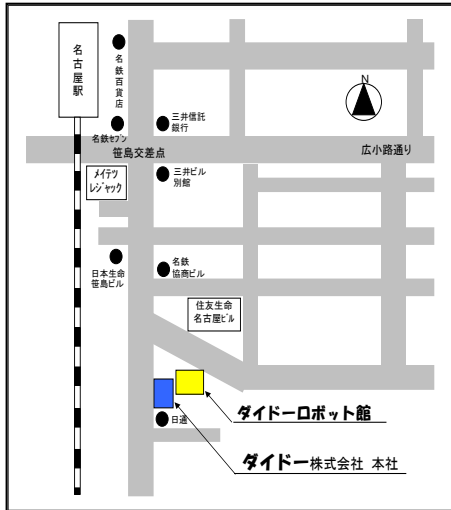 名古屋駅
名鉄百貨店
N
名鉄セブン
三井信託
銀行
笹島交差点
広小路通り
メイテツ
レジャック
三井ビル
別館
日本生命
笹島ビル
名鉄
協商ビル
住友生命
名古屋ビル
ダイドーロボット館
日通
ダイドー株式会社 本社